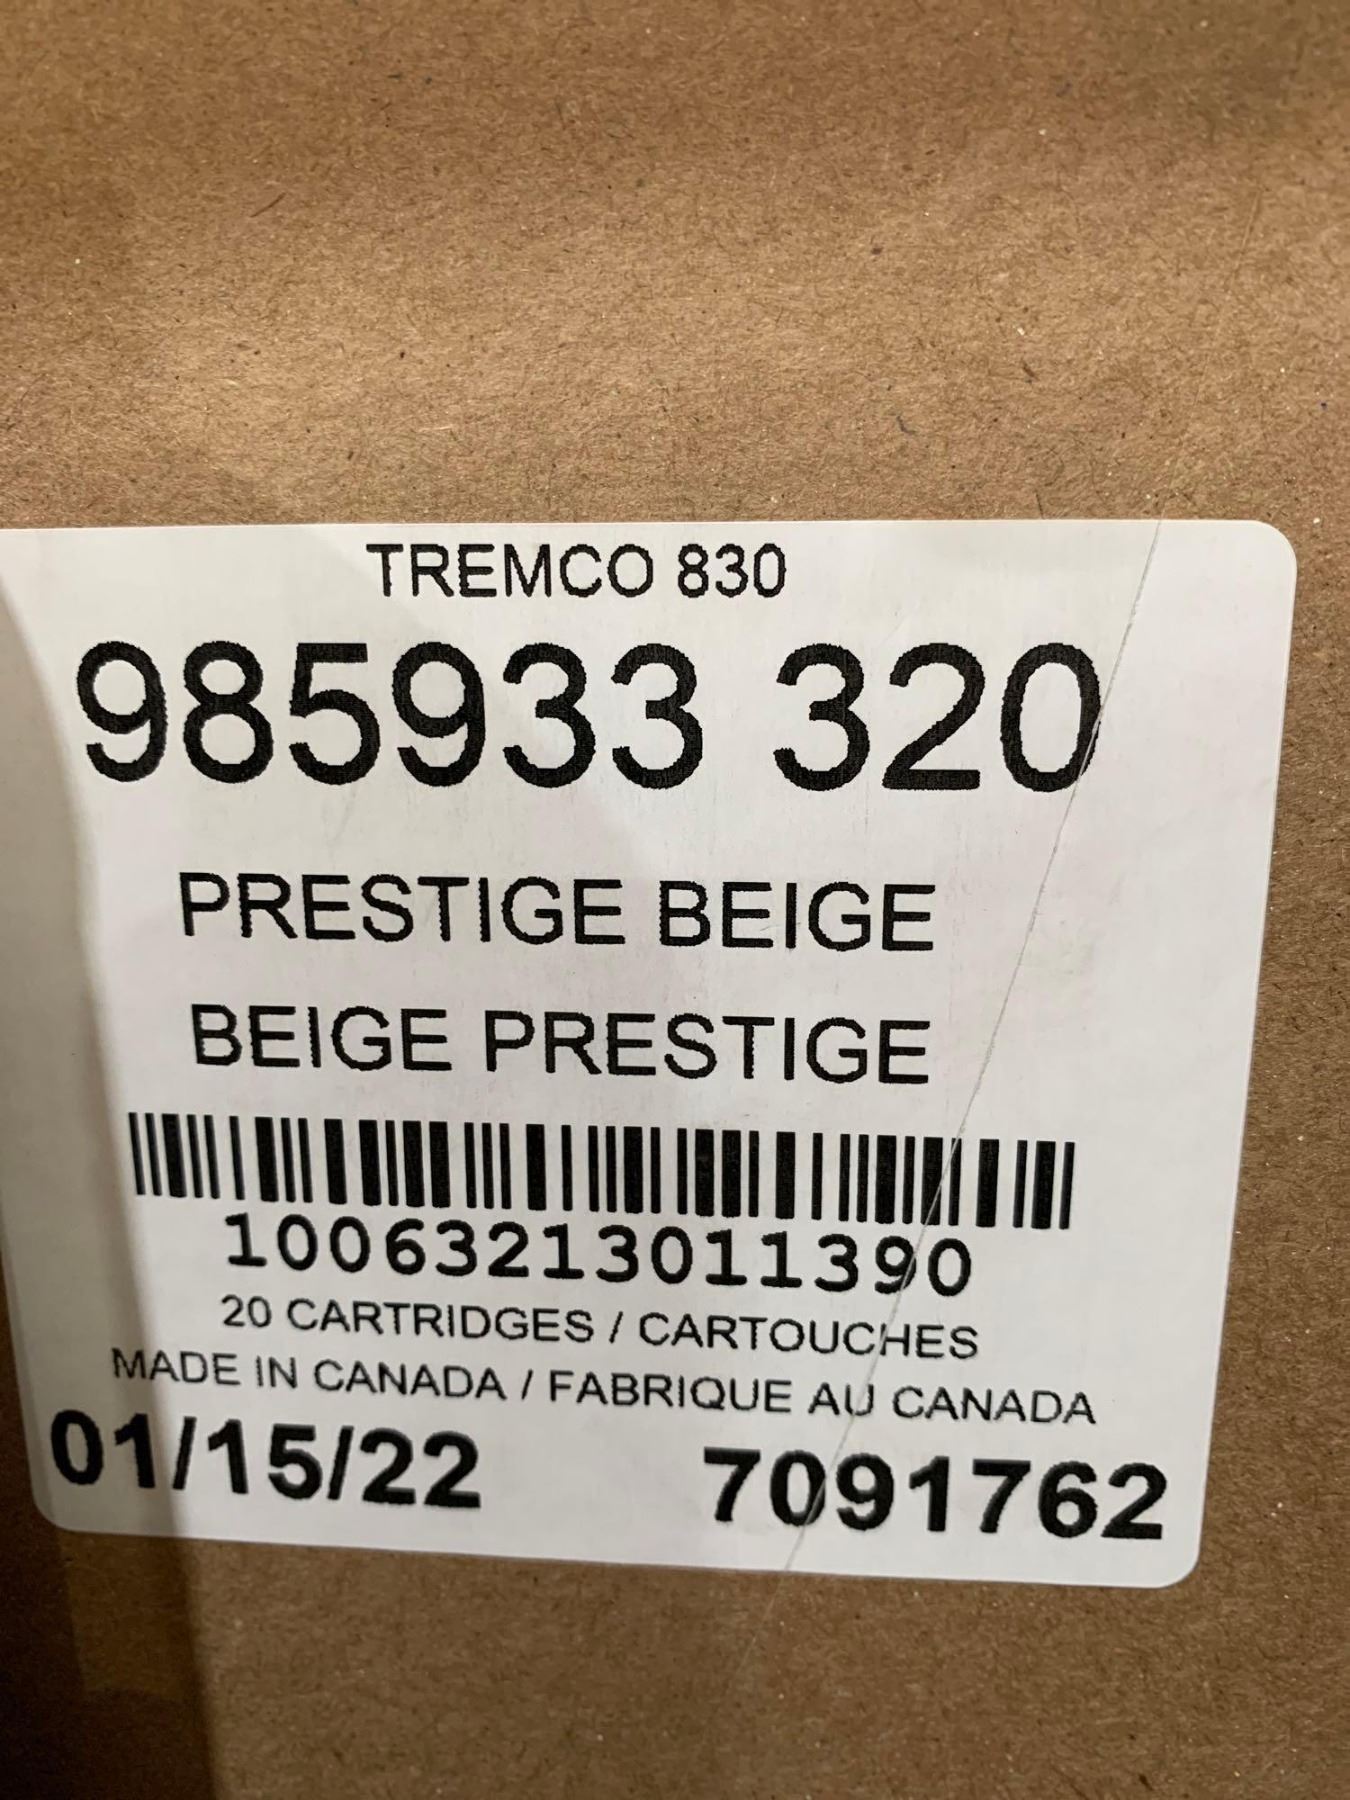 TREMCO 830
985933 320
PRESTIGE BEIGE
BEIGE PRESTIGE
10063213011390
20 CARTRIDGES / CARTOUCHES
MADE IN CANADA / FABRIQUE AU CANADA
01/15/22 7091762